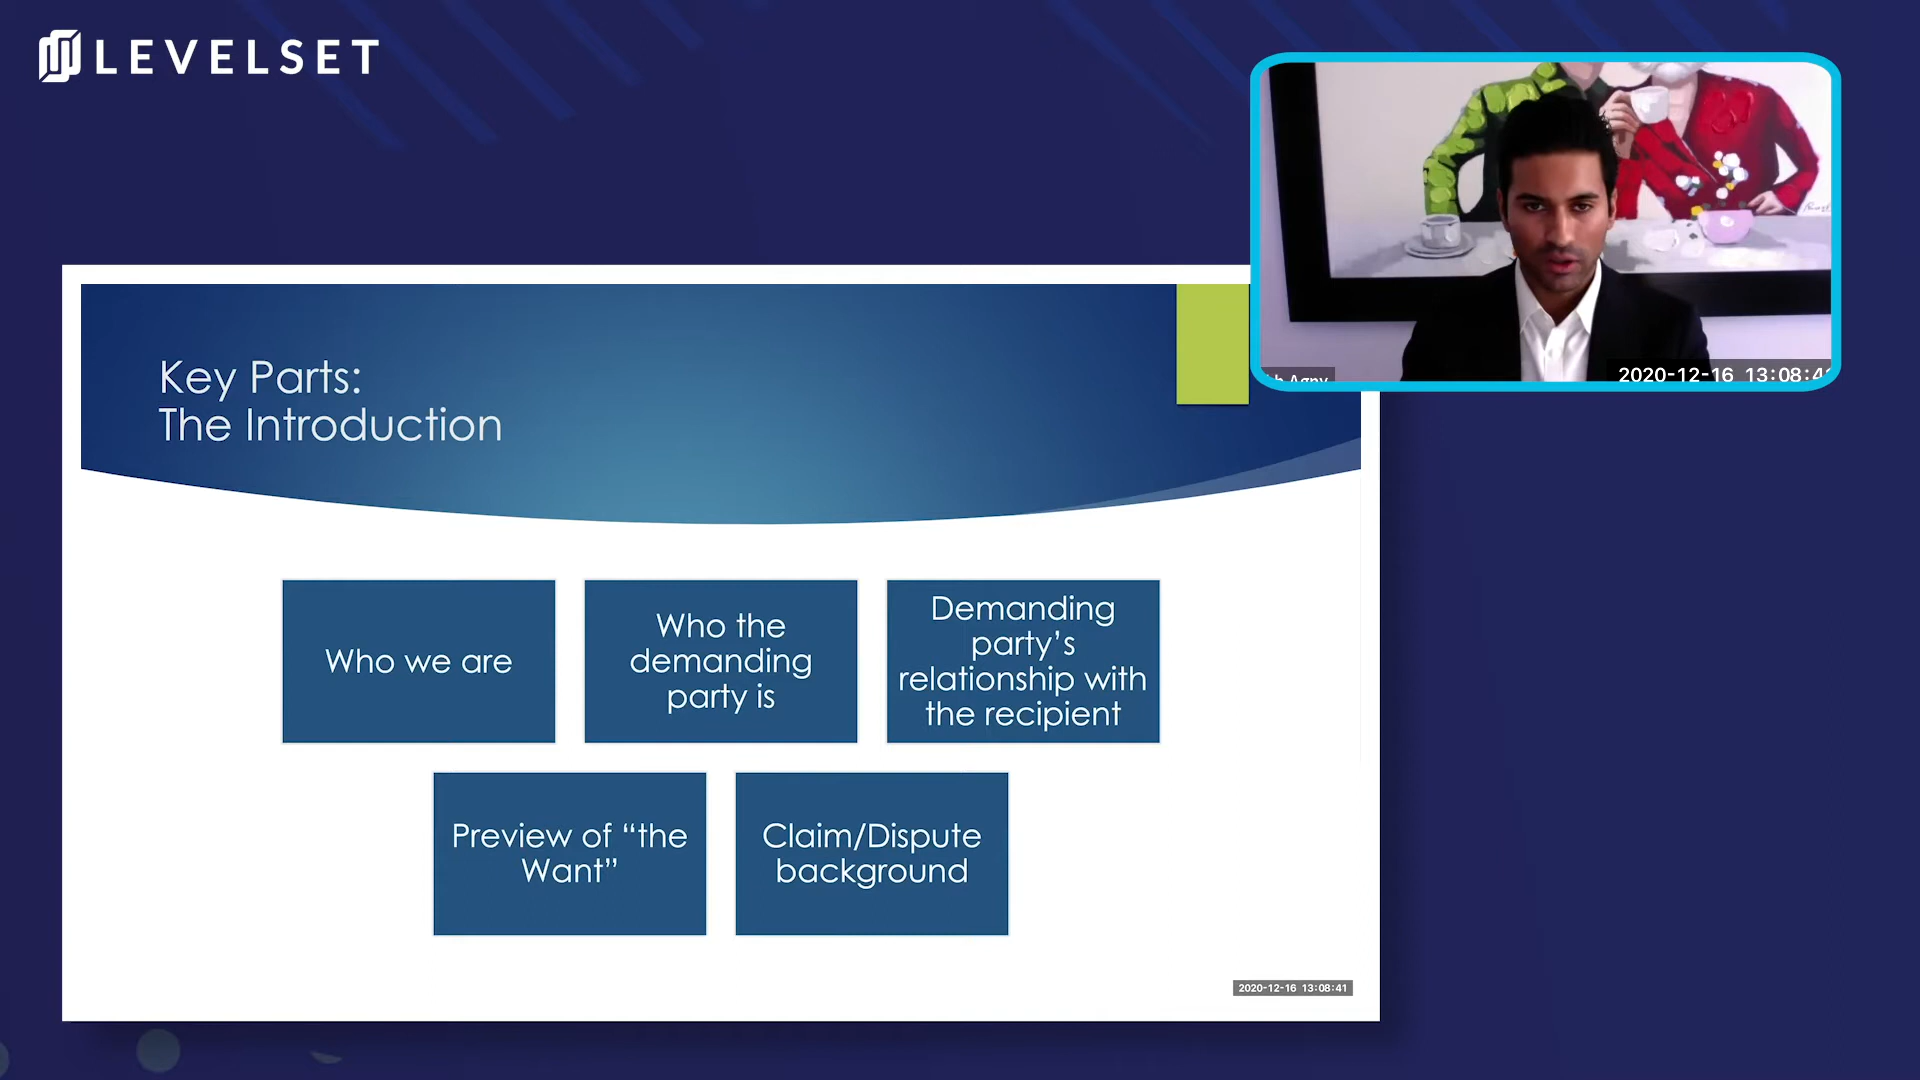 LEVELSET
Key Parts:
The Introduction
Who we are
Who the
demanding
party is
Demanding
party's
relationship with
the recipient
Preview of “the
Want”
Claim/Dispute
background
2020-12-16 13:08:41
Agny
2020-12-16 13:08:4